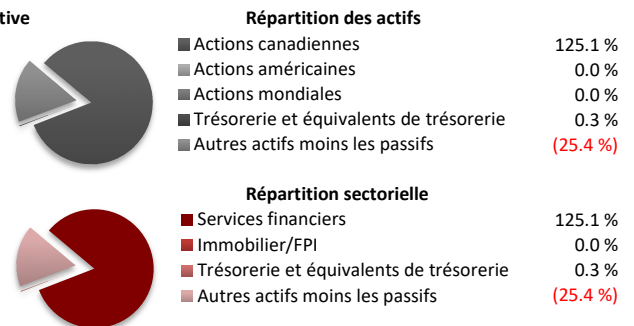 tive
Répartition des actifs
Actions canadiennes 125.1 %
Actions américaines 0.0 %
Actions mondiales 0.0 %
Trésorerie et équivalents de trésorerie 0.3 %
Autres actifs moins les passifs (25.4 %)
Répartition sectorielle
Services financiers 125.1 %
Immobilier/FPI 0.0 %
Trésorerie et équivalents de trésorerie 0.3 %
Autres actifs moins les passifs (25.4 %)